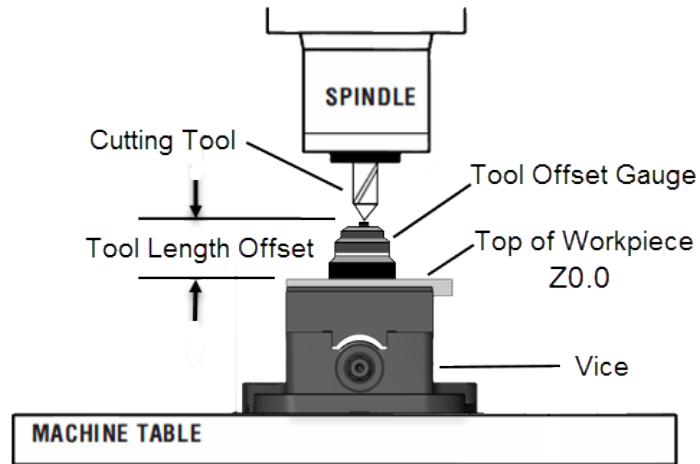 SPINDLE
Cutting Tool
Tool Offset Gauge
Tool Length Offset
Top of Workpiece
Z0.0
Vice
MACHINE TABLE